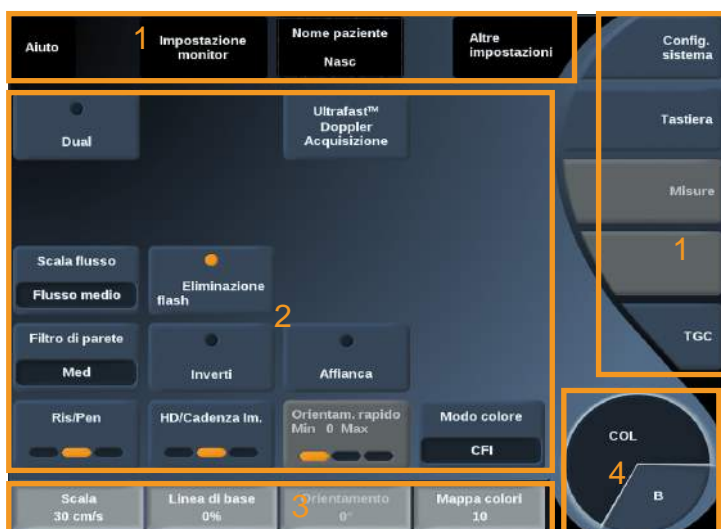 Aiuto
1
Impostazione
monitor
Nome paziente
Nasc
Altre
impostazioni
Config.
sistema
Tastiera
Misure
1
TGC
Dual
Ultrafast™
Doppler
Acquisizione
Scala flusso
Flusso medio
Eliminazione
flash
2
Filtro di parete
Med
Inverti
Affianca
Ris/Pen
HD/Cadenza Im.
Orientam. rapido
Min 0 Max
Modo colore
CFI
COL
4
B
Scala
30 cm/s
Linea di base
0%
3
Orientamento
0°
Mappa colori
10